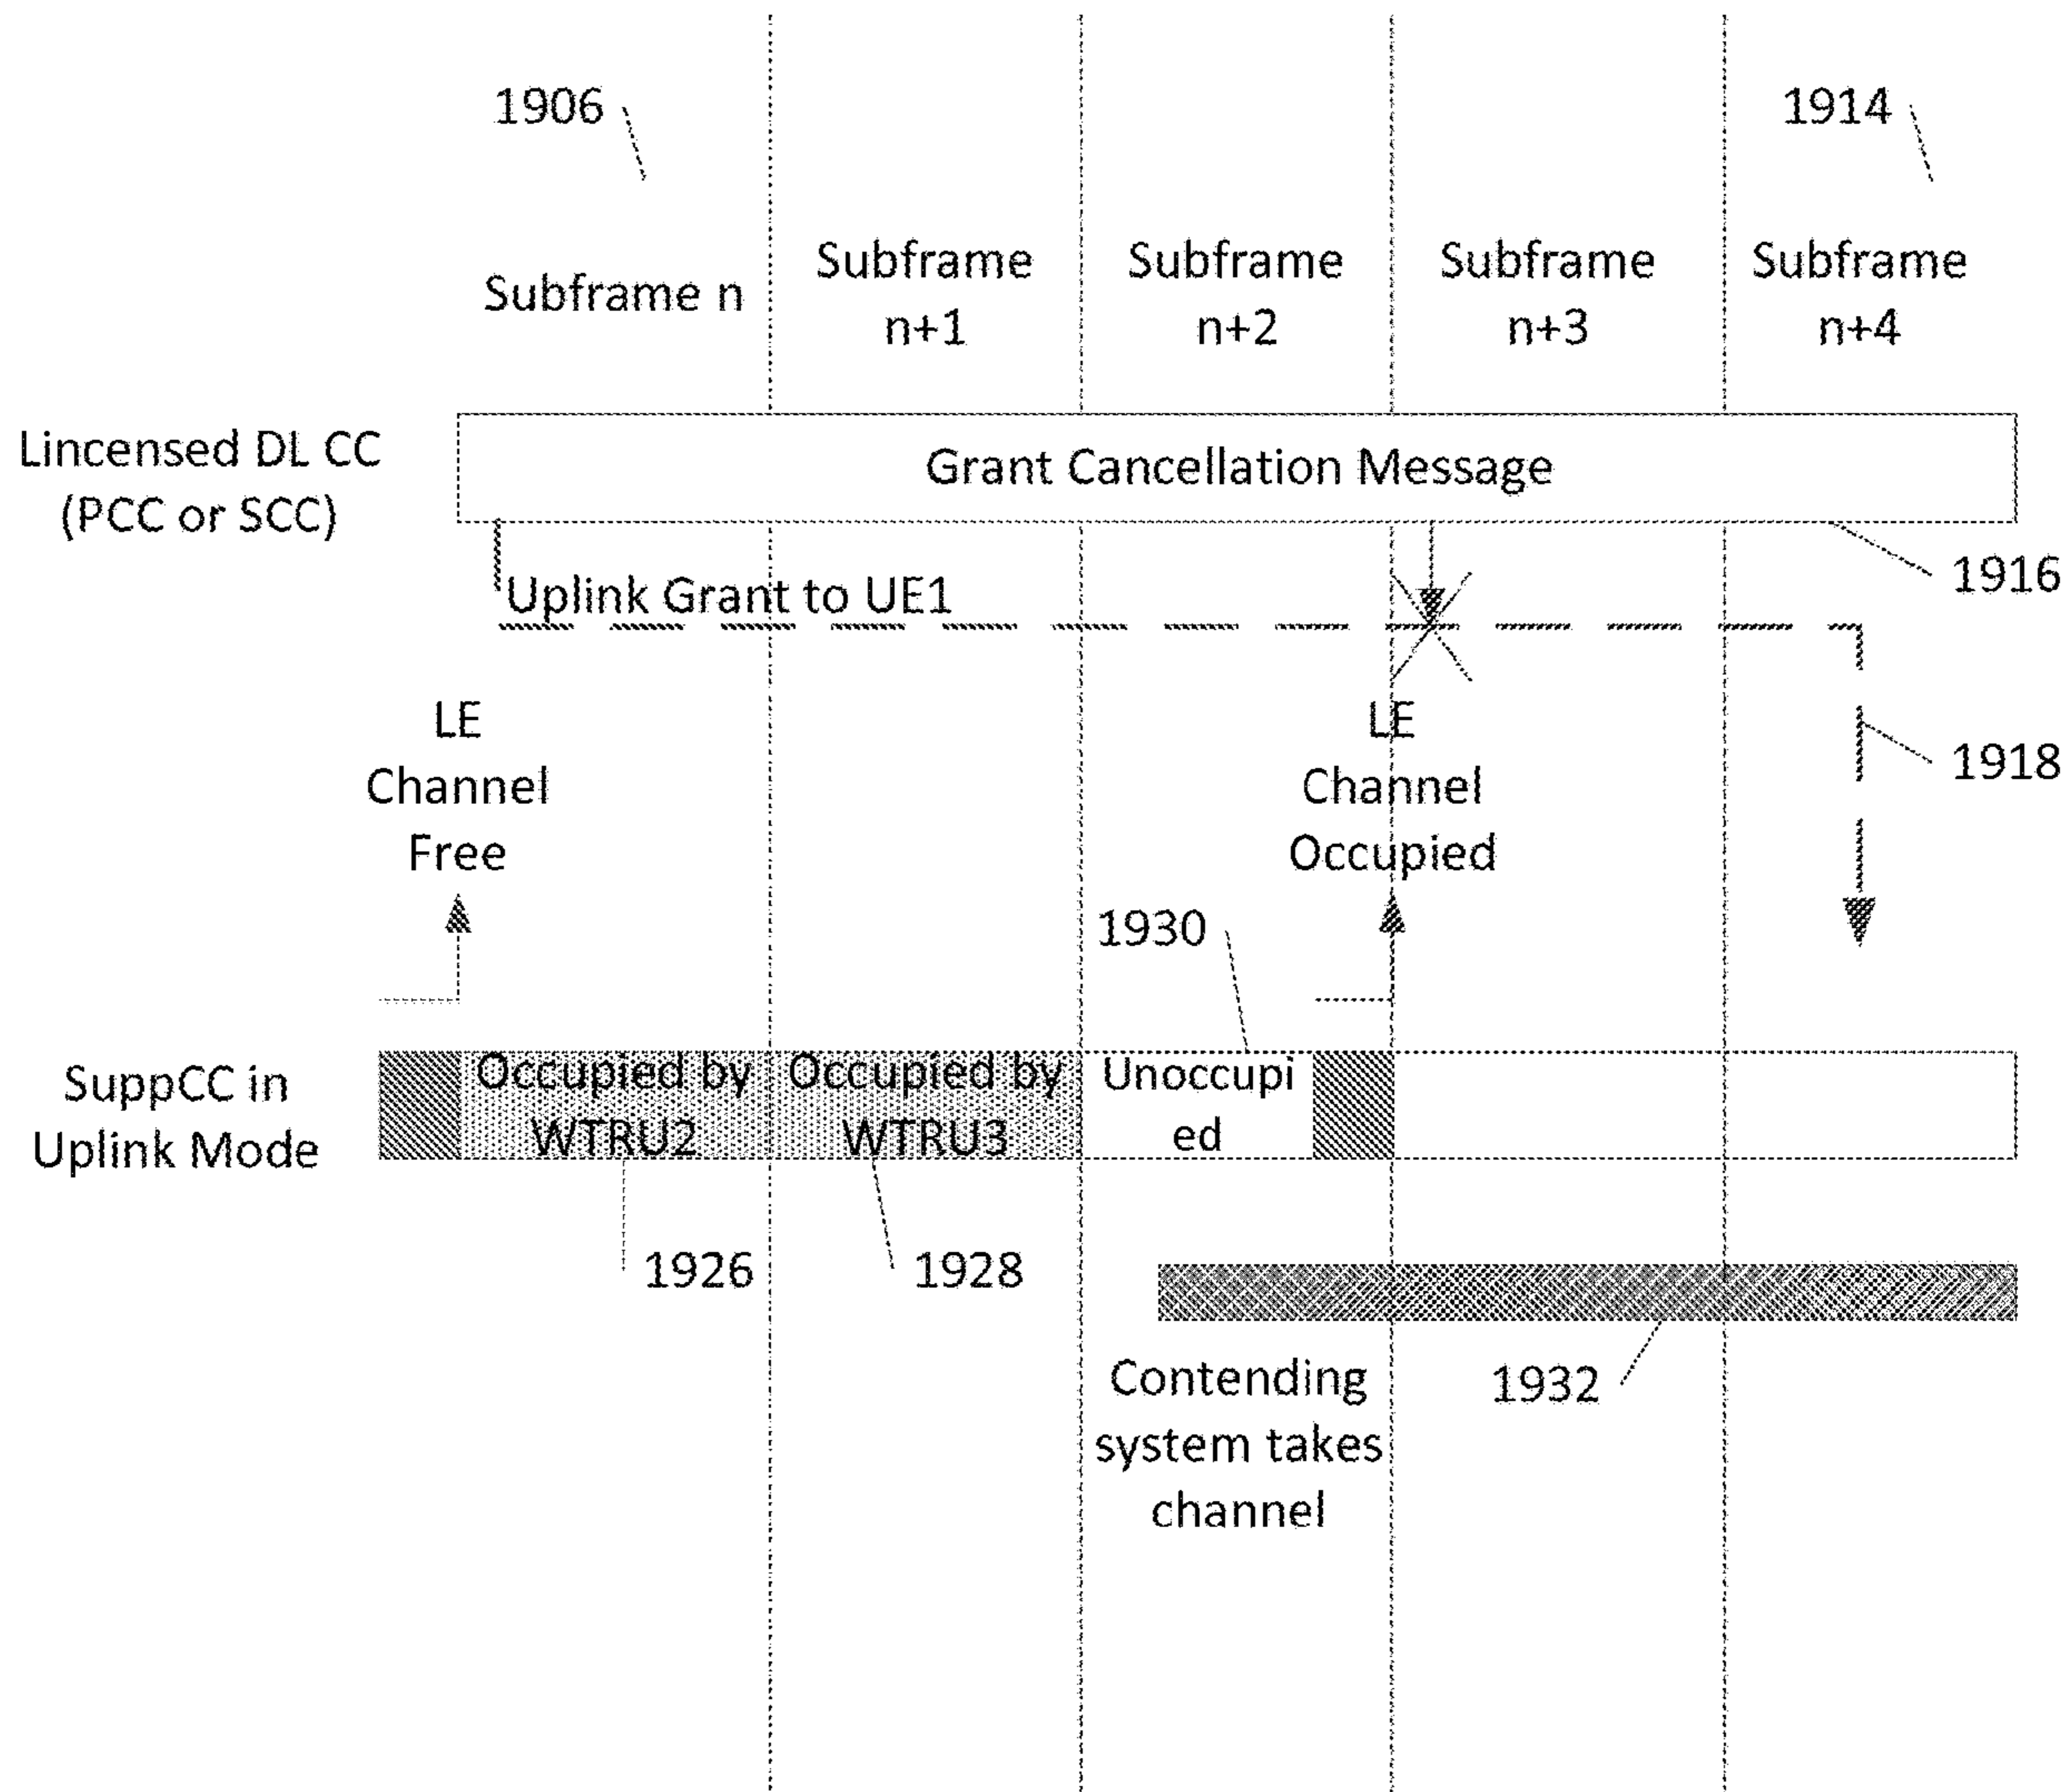 1906
1914
Subframe n
Subframe
n+1
Subframe
n+2
Subframe
n+3
Subframe
n+4
Lincensed DL CC
(PCC or SCC)
Grant Cancellation Message
1916
Uplink Grant to UE1
LE
Channel
Free
LE
Channel
Occupied
1918
1930
SuppCC in
Uplink Mode
Occupied by
WTRU2
Occupied by
WTRU3
Unoccupi
ed
1926
1928
1932
Contending
system takes
channel